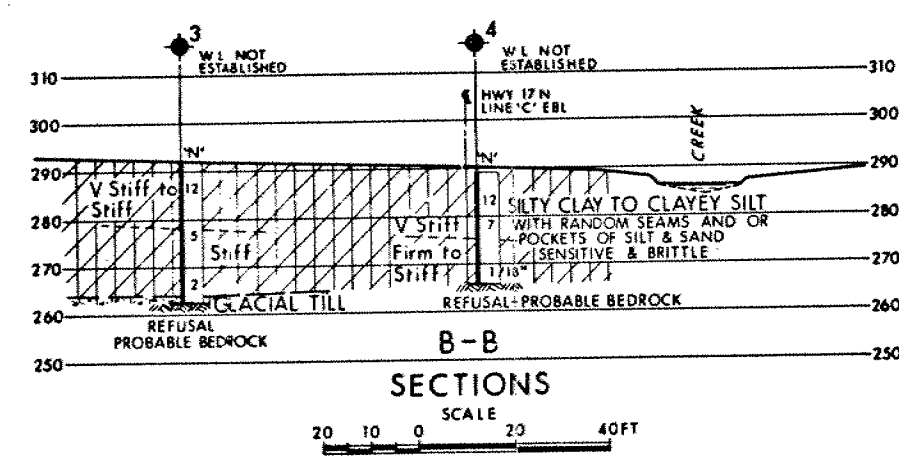 3
4
W L NOT
ESTABLISHED
W L NOT
ESTABLISHED
310
310
HWY 17 N
LINE 'C' EBL
300
300
CREEK
'N'
'N'
290
290
V Stiff to
Stiff
12
12
SILTY CLAY TO CLAYEY SILT
280
280
V Stiff
7
WITH RANDOM SEAMS AND OR
POCKETS OF SILT & SAND
SENSITIVE & BRITTLE
5
Stiff
Firm to
Stiff
270
270
2
1/18"
GLACIAL TILL
REFUSAL-PROBABLE BEDROCK
260
260
REFUSAL
PROBABLE BEDROCK
B-B
250
250
SECTIONS
SCALE
20 10 0 20 40FT